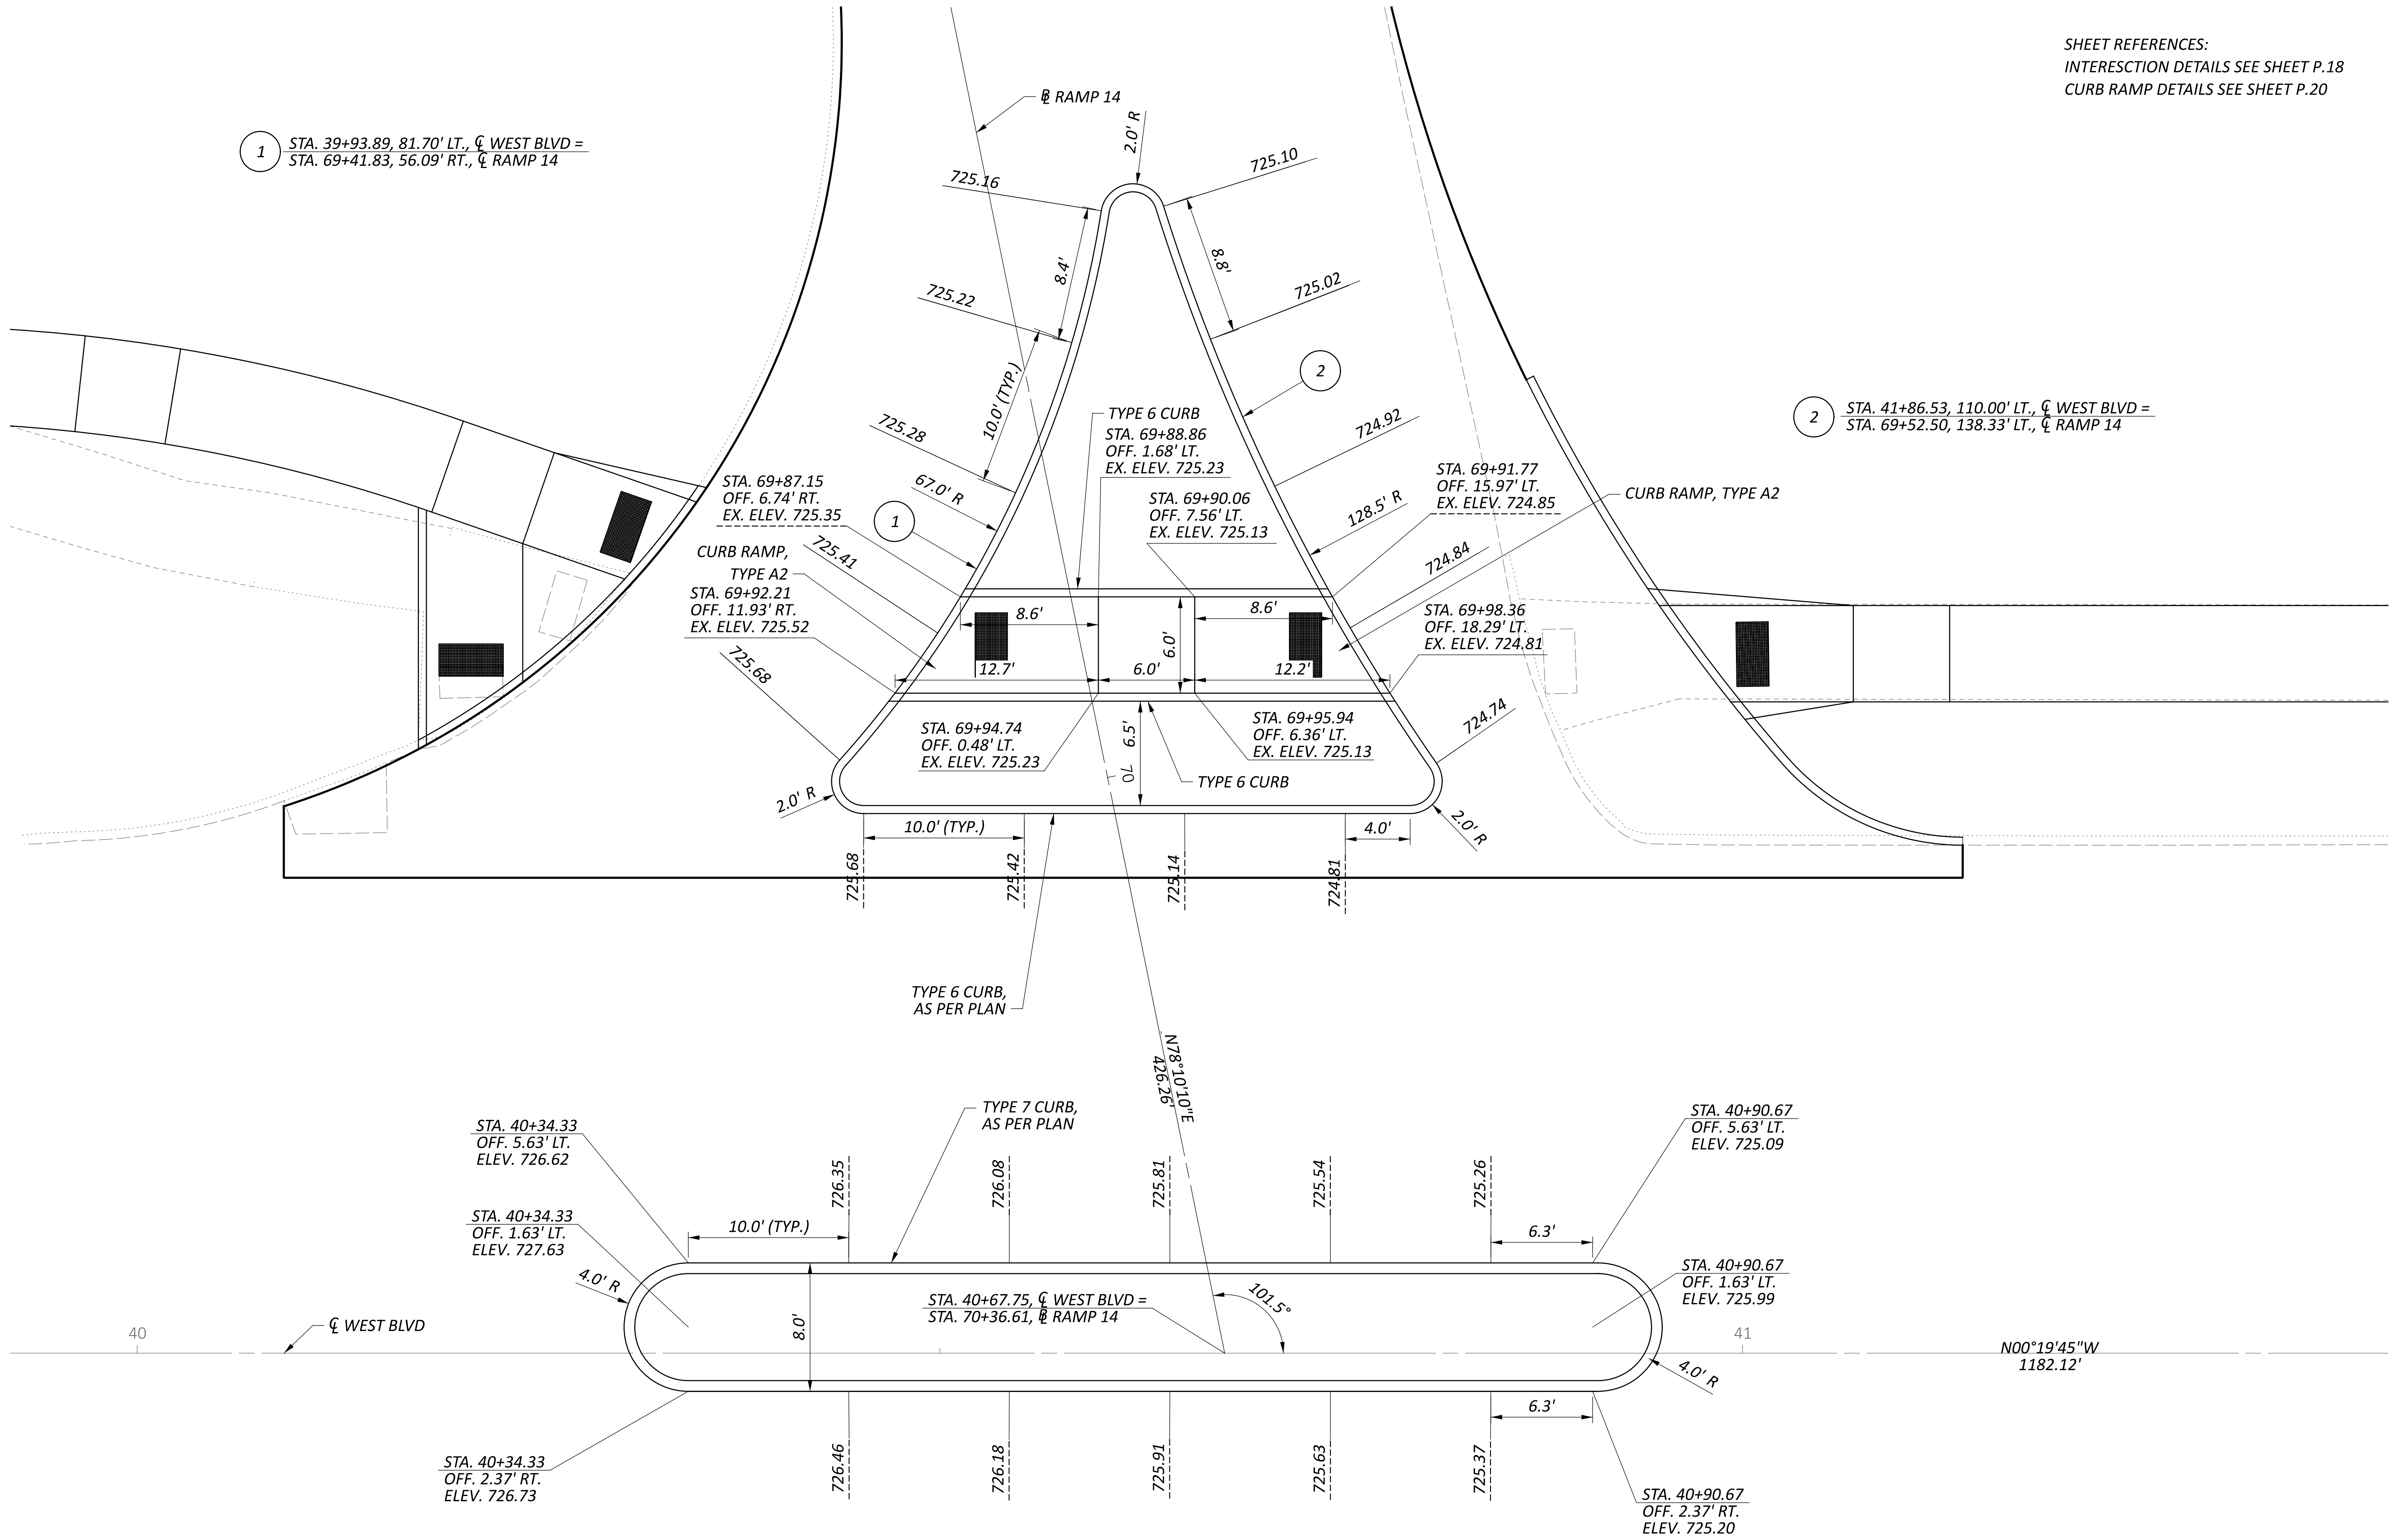 SHEET REFERENCES:
INTERESCTION DETAILS SEE SHEET P.18
CURB RAMP DETAILS SEE SHEET P.20
℄ RAMP 14
1
STA. 39+93.89, 81.70' LT., ℄ WEST BLVD =
STA. 69+41.83, 56.09' RT., ℄ RAMP 14
2.0' R
725.16
725.10
8.4'
8.8'
725.22
725.02
10.0' (TYP.)
2
2
STA. 41+86.53, 110.00' LT., ℄ WEST BLVD =
STA. 69+52.50, 138.33' LT., ℄ RAMP 14
725.28
724.92
TYPE 6 CURB
STA. 69+88.86
OFF. 1.68' LT.
EX. ELEV. 725.23
67.0' R
1
STA. 69+87.15
OFF. 6.74' RT.
EX. ELEV. 725.35
STA. 69+90.06
OFF. 7.56' LT.
EX. ELEV. 725.13
STA. 69+91.77
OFF. 15.97' LT.
EX. ELEV. 724.85
CURB RAMP, TYPE A2
128.5' R
725.41
724.84
CURB RAMP,
TYPE A2
STA. 69+92.21
OFF. 11.93' RT.
EX. ELEV. 725.52
8.6'
8.6'
6.0'
STA. 69+98.36
OFF. 18.29' LT.
EX. ELEV. 724.81
12.7'
6.0'
12.2'
725.68
724.74
STA. 69+94.74
OFF. 0.48' LT.
EX. ELEV. 725.23
6.5'
70
STA. 69+95.94
OFF. 6.36' LT.
EX. ELEV. 725.13
TYPE 6 CURB
2.0' R
2.0' R
10.0' (TYP.)
4.0'
725.68
725.42
725.14
724.81
TYPE 6 CURB,
AS PER PLAN
N78°10'10"E
426.26'
TYPE 7 CURB,
AS PER PLAN
STA. 40+34.33
OFF. 5.63' LT.
ELEV. 726.62
STA. 40+90.67
OFF. 5.63' LT.
ELEV. 725.09
726.35
726.08
725.81
725.54
725.26
STA. 40+34.33
OFF. 1.63' LT.
ELEV. 727.63
10.0' (TYP.)
6.3'
4.0' R
STA. 40+90.67
OFF. 1.63' LT.
ELEV. 725.99
8.0'
STA. 40+67.75, ℄ WEST BLVD =
STA. 70+36.61, ℄ RAMP 14
101.5°
40
℄ WEST BLVD
41
N00°19'45"W
1182.12'
4.0' R
6.3'
726.46
726.18
725.91
725.63
725.37
STA. 40+34.33
OFF. 2.37' RT.
ELEV. 726.73
STA. 40+90.67
OFF. 2.37' RT.
ELEV. 725.20